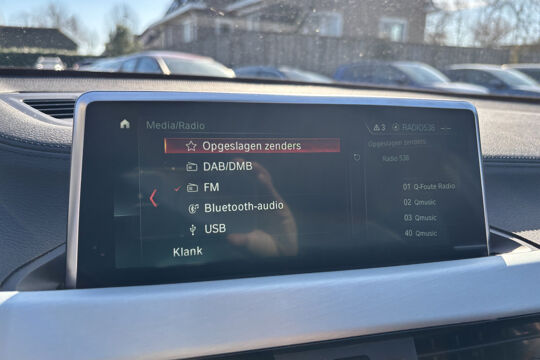 Media/Radio
Opgeslagen zenders
DAB/DMB
FM
Bluetooth-audio
USB
Klank
3 RADIO538 --:--
Opgeslagen zenders
Radio 538
01 Q-Foute Radio
02 Qmusic
03 Qmusic
40 Qmusic